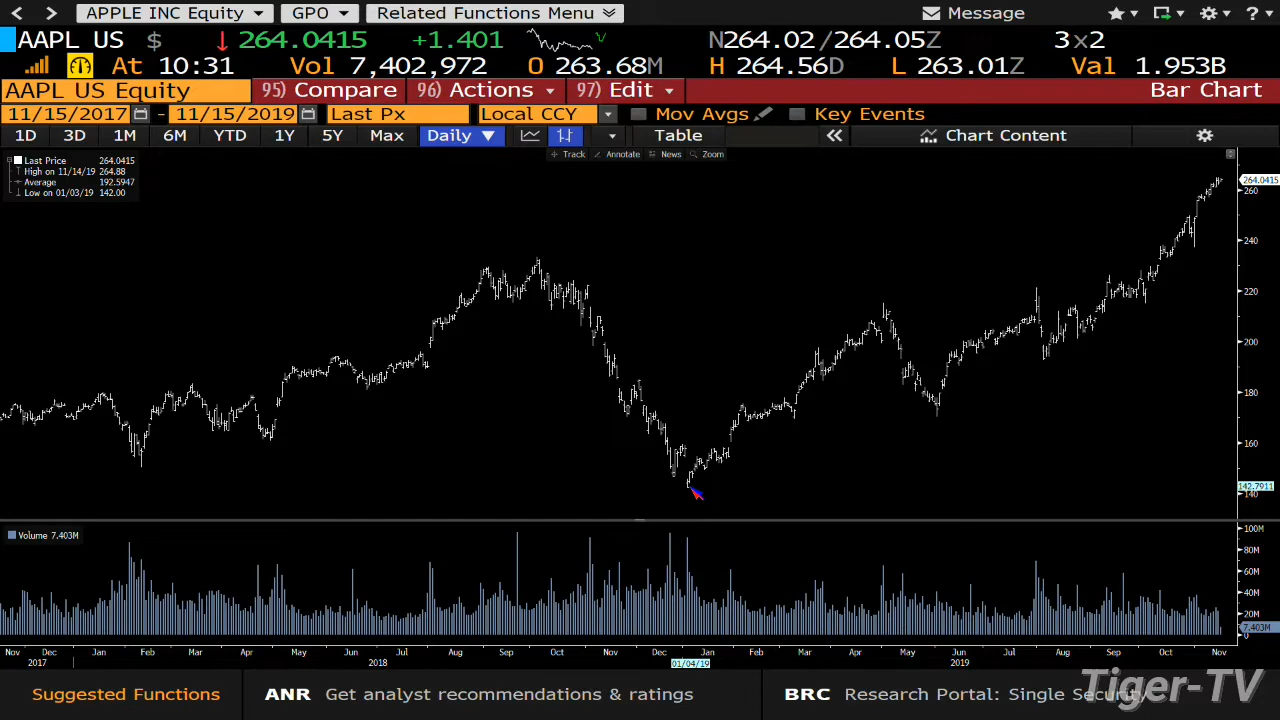 APPLE INC Equity GPO Related Functions Menu Message
AAPL US $ 264.0415 +1.401 N264.02/264.05Z 3x2
At 10:31 Vol 7,402,972 O 263.68M H 264.56D L 263.01Z Val 1.953B
AAPL US Equity 95) Compare 96) Actions 97) Edit Bar Chart
11/15/2017 - 11/15/2019 Last Px Local CCY Mov Avgs Key Events
1D 3D 1M 6M YTD 1Y 5Y Max Daily Table Chart Content
Track Annotate News Zoom
Last Price 264.0415
High on 11/14/19 264.88
Average 192.5947
Low on 01/03/19 142.00
264.0415
260
240
220
200
180
160
142.7911
140
Volume 7.403M
100M
80M
60M
40M
20M
7.403M
0
Nov Dec Jan Feb Mar Apr May Jun Jul Aug Sep Oct Nov Dec Jan Feb Mar Apr May Jun Jul Aug Sep Oct Nov
2017 2018 01/04/19 2019
Suggested Functions ANR Get analyst recommendations & ratings BRC Research Portal: Single Security
Tiger-TV